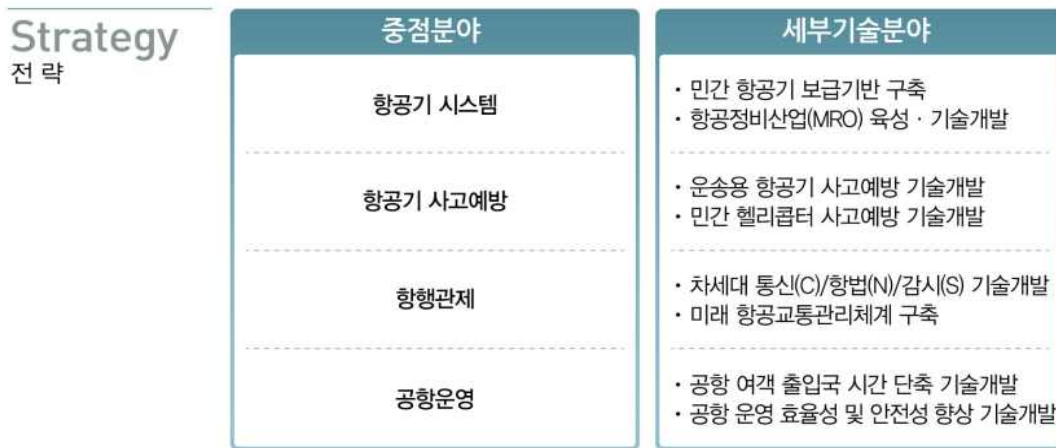 Strategy
전 략
중점분야
세부기술분야
항공기 시스템
· 민간 항공기 보급기반 구축
· 항공정비산업(MRO) 육성 · 기술개발
항공기 사고예방
· 운송용 항공기 사고예방 기술개발
· 민간 헬리콥터 사고예방 기술개발
항행관제
· 차세대 통신(C)/항법(N)/감시(S) 기술개발
· 미래 항공교통관리체계 구축
공항운영
· 공항 여객 출입국 시간 단축 기술개발
· 공항 운영 효율성 및 안전성 향상 기술개발